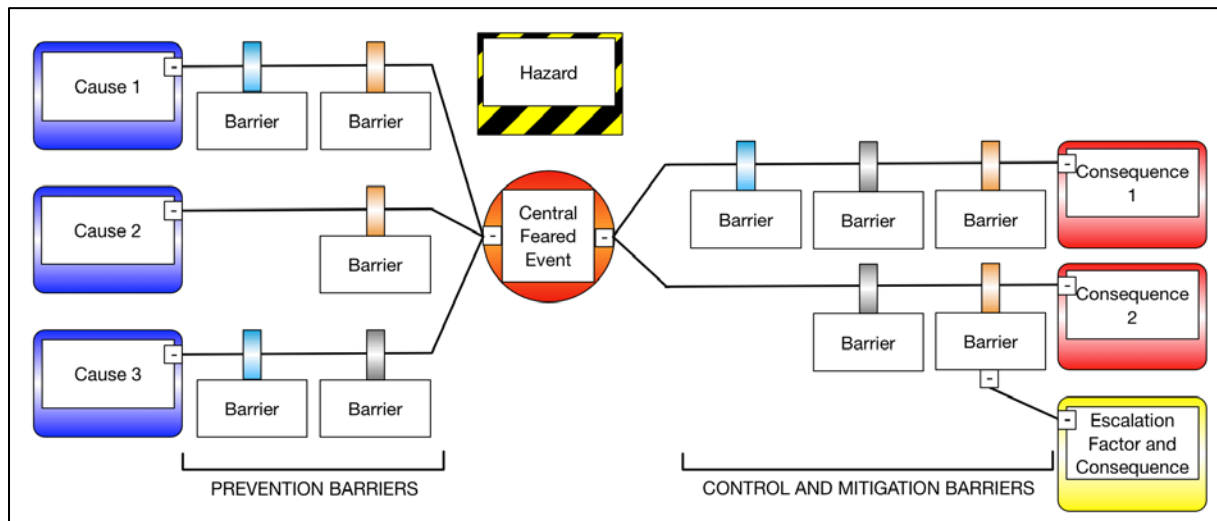 Cause 1
Barrier
Barrier
Hazard
Cause 2
Barrier
Central
Feared
Event
Barrier
Barrier
Barrier
Consequence
1
Cause 3
Barrier
Barrier
Barrier
Barrier
Consequence
2
Escalation
Factor and
Consequence
PREVENTION BARRIERS
CONTROL AND MITIGATION BARRIERS